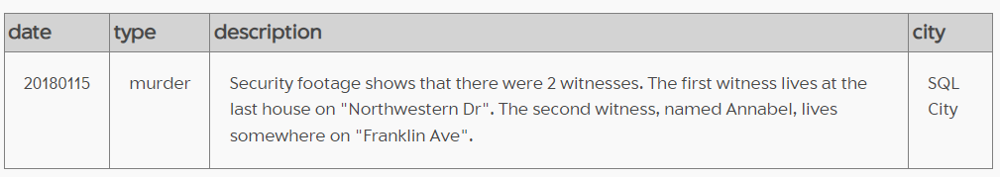 date type description city
20180115 murder Security footage shows that there were 2 witnesses. The first witness lives at the SQL
last house on "Northwestern Dr". The second witness, named Annabel, lives City
somewhere on "Franklin Ave".